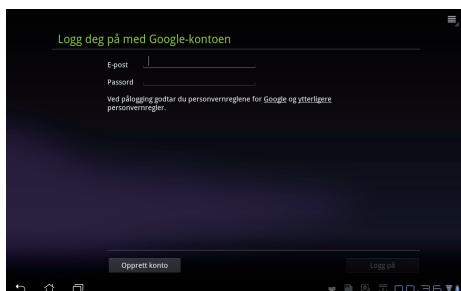 Logg deg på med Google-kontoen
E-post
Passord
Ved pålogging godtar du personvernreglene for Google og ytterligere
personvernregler.
Opprett konto
Logg på